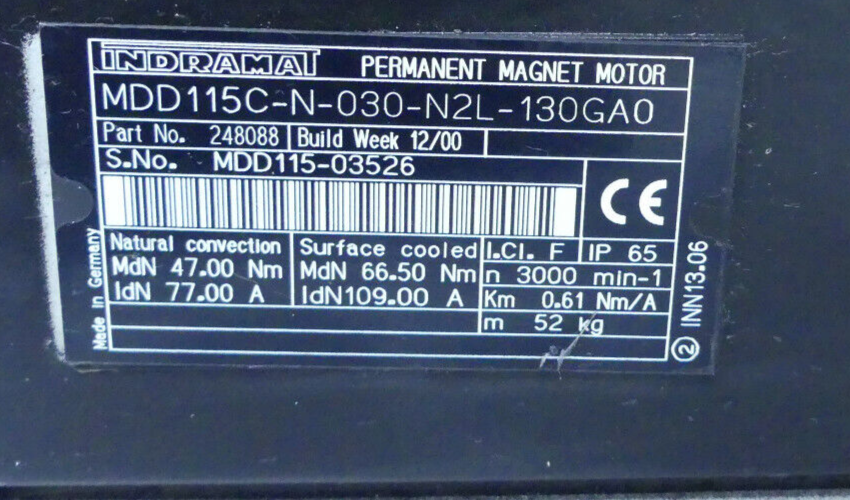 INDRAMAT PERMANENT MAGNET MOTOR
MDD115C-N-030-N2L-130GA0
Part No. 248088 Build Week 12/00
S.No. MDD115-03526
CE
Natural convection Surface cooled I.Cl. F IP 65
MdN 47.00 Nm MdN 66.50 Nm n 3000 min-1
IdN 77.00 A IdN109.00 A Km 0.61 Nm/A
m 52 kg
Made in Germany
2 INN13.06